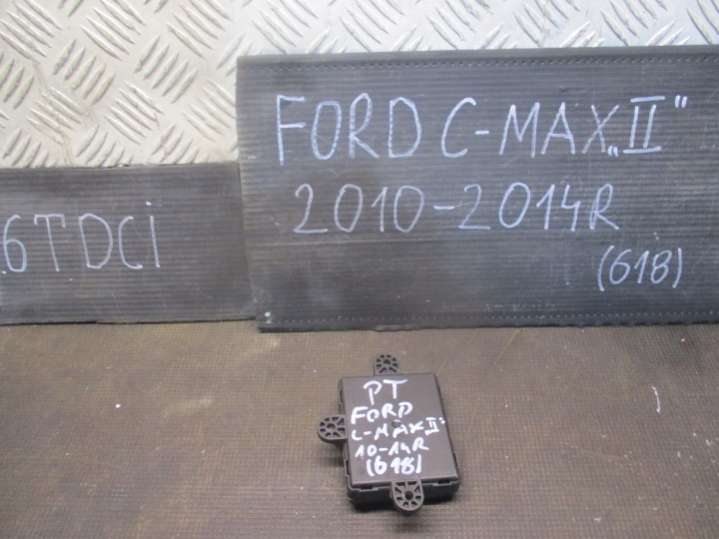 6TDCi
FORD C-MAX „II"
2010-2014R
(618)
PT
FORD
C-MAX II"
10-14R
(618)